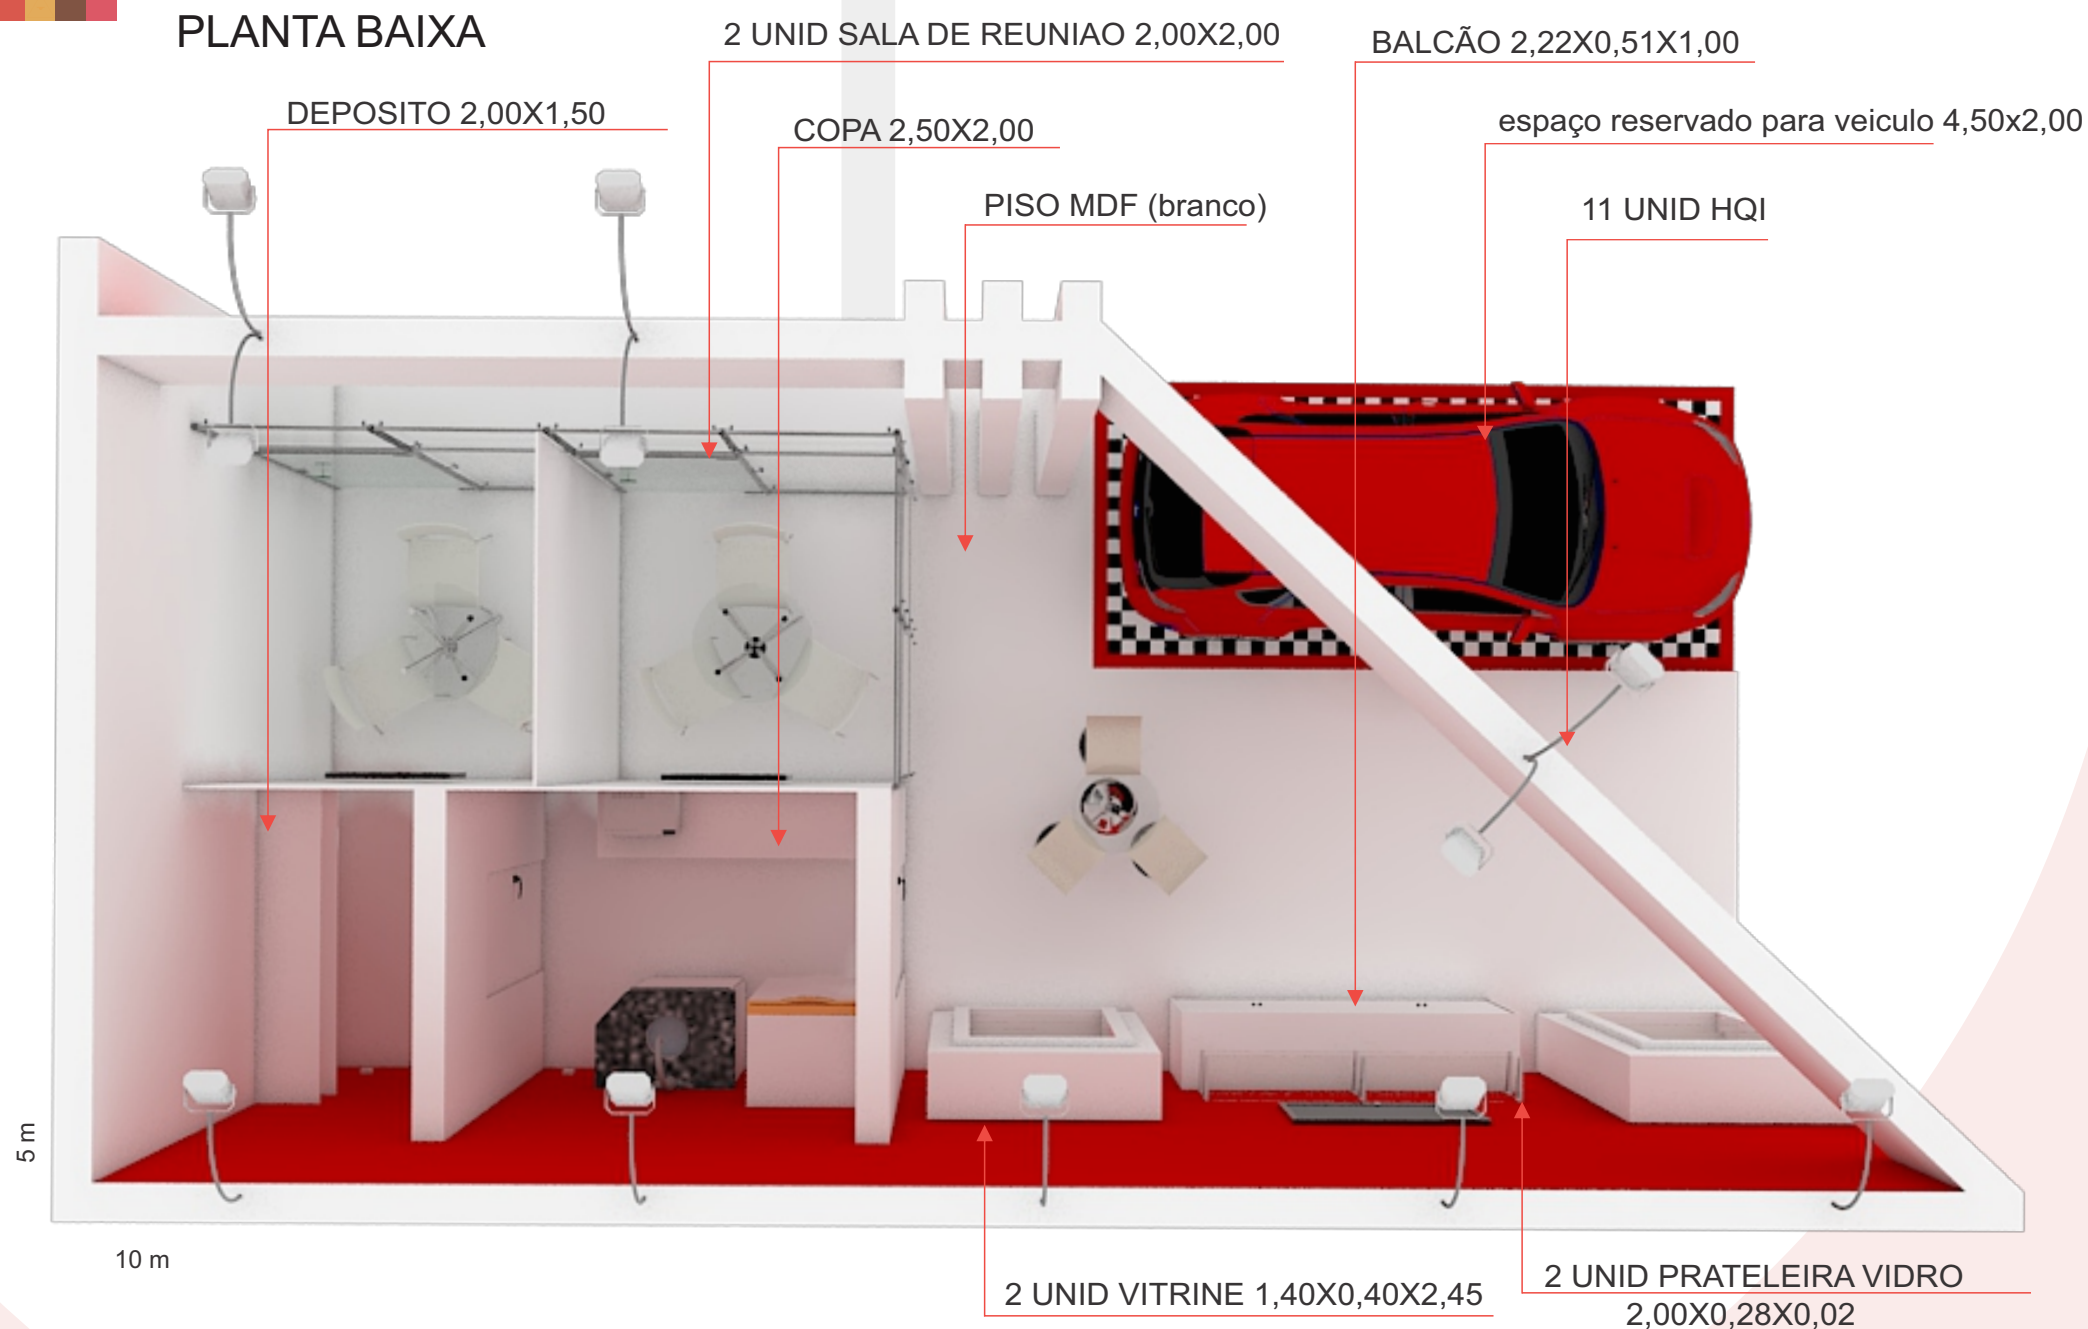 PLANTA BAIXA
2 UNID SALA DE REUNIAO 2,00X2,00
BALCÃO 2,22X0,51X1,00
DEPOSITO 2,00X1,50
COPA 2,50X2,00
espaço reservado para veiculo 4,50x2,00
PISO MDF (branco)
11 UNID HQI
5 m
10 m
2 UNID VITRINE 1,40X0,40X2,45
2 UNID PRATELEIRA VIDRO
2,00X0,28X0,02